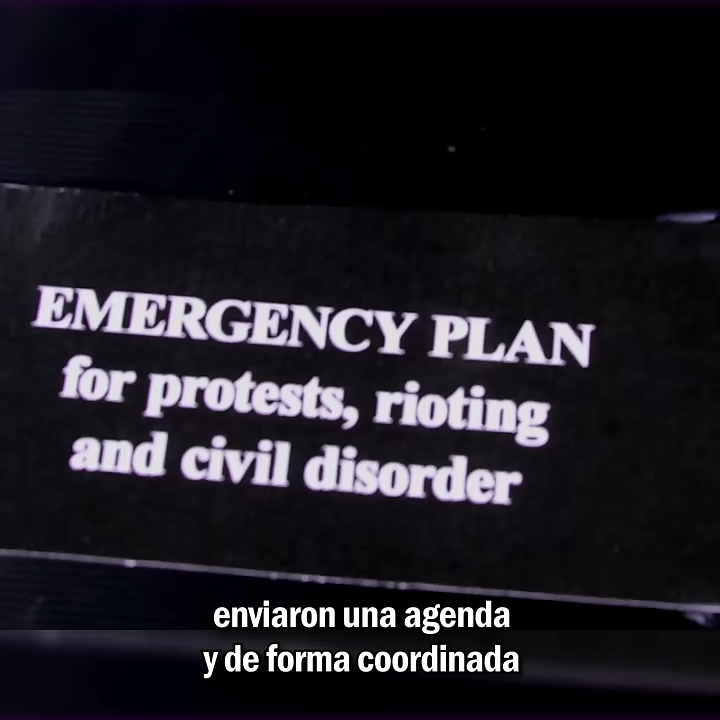 EMERGENCY PLAN
for protests, rioting
and civil disorder
enviaron una agenda
y de forma coordinada